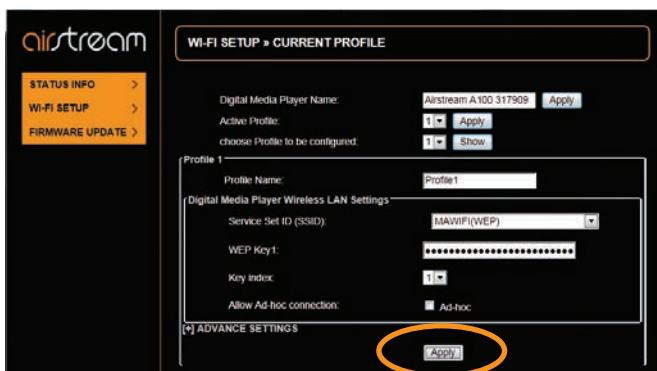 airstream
WI-FI SETUP » CURRENT PROFILE
STATUS INFO >
WI-FI SETUP >
FIRMWARE UPDATE >
Digital Media Player Name: Airstream A100 317909 Apply
Active Profile: 1 Apply
choose Profile to be configured: 1 Show
Profile 1
Profile Name: Profile1
Digital Media Player Wireless LAN Settings
Service Set ID (SSID): MAWIFI(WEP)
WEP Key1: ••••••••••••••••••••••••••
Key index: 1
Allow Ad-hoc connection: Ad-hoc
[+] ADVANCE SETTINGS
Apply